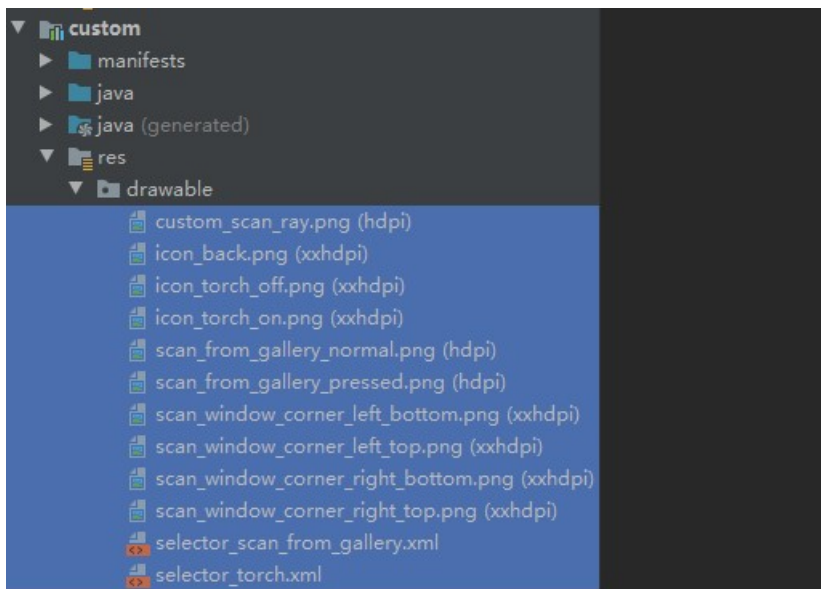 custom
manifests
java
java (generated)
res
drawable
custom_scan_ray.png (hdpi)
icon_back.png (xxhdpi)
icon_torch_off.png (xxhdpi)
icon_torch_on.png (xxhdpi)
scan_from_gallery_normal.png (hdpi)
scan_from_gallery_pressed.png (hdpi)
scan_window_corner_left_bottom.png (xxhdpi)
scan_window_corner_left_top.png (xxhdpi)
scan_window_corner_right_bottom.png (xxhdpi)
scan_window_corner_right_top.png (xxhdpi)
selector_scan_from_gallery.xml
selector_torch.xml